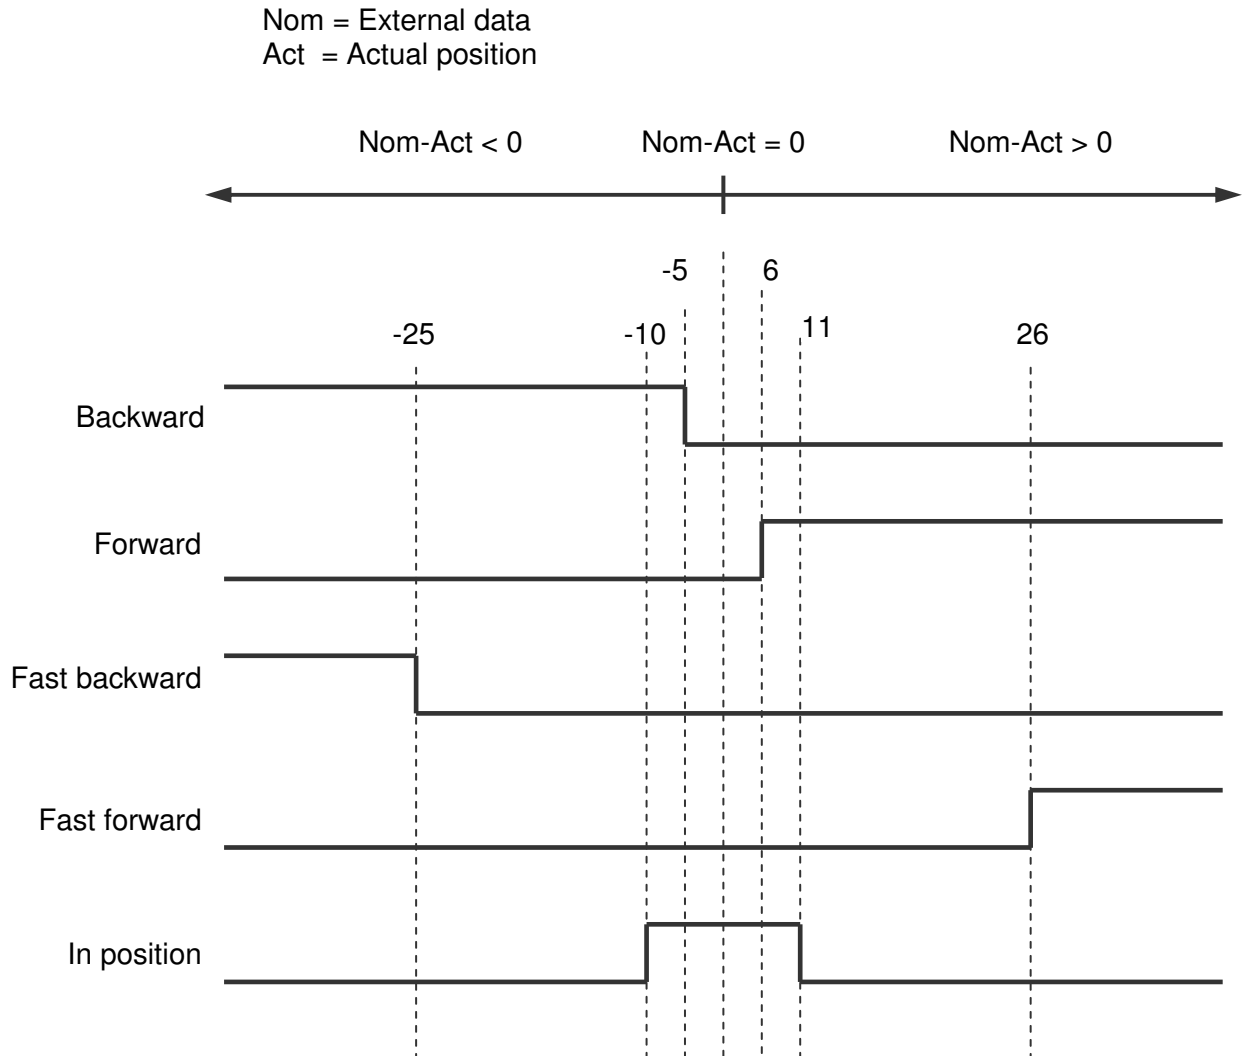 Nom = External data
Act = Actual position
Nom-Act < 0 Nom-Act = 0 Nom-Act > 0
-5 6
-25 -10 11 26
Backward
Forward
Fast backward
Fast forward
In position